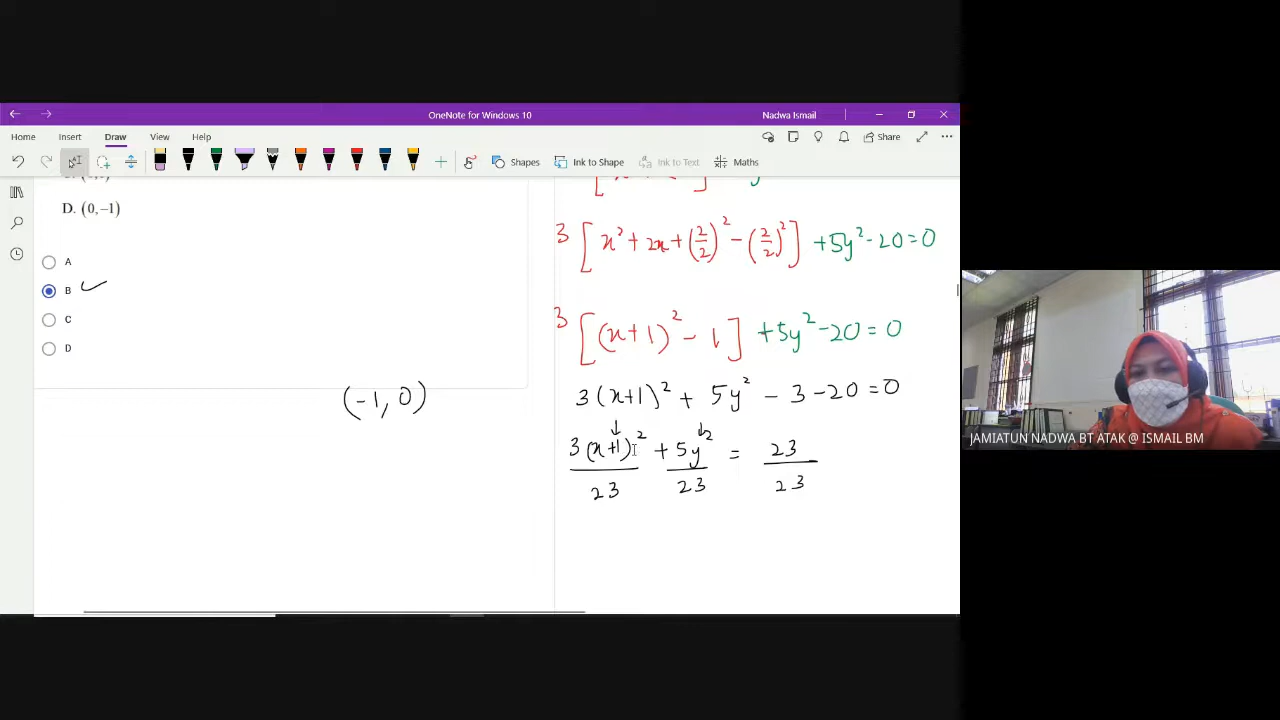 OneNote for Windows 10
Nadwa Ismail
Home Insert Draw View Help
Share
Shapes
Ink to Shape
Ink to Text
Maths
D. (0,−1)
A
B ✓
C
D
(-1, 0)
3 [x² + 2x + (2/2)² − (2/2)²] + 5y² − 20 = 0
3 [(x+1)² − 1] + 5y² − 20 = 0
3(x+1)² + 5y² − 3 − 20 = 0
3(x+1)² + 5y² = 23
23 23 23
JAMIATUN NADWA BT ATAK @ ISMAIL BM